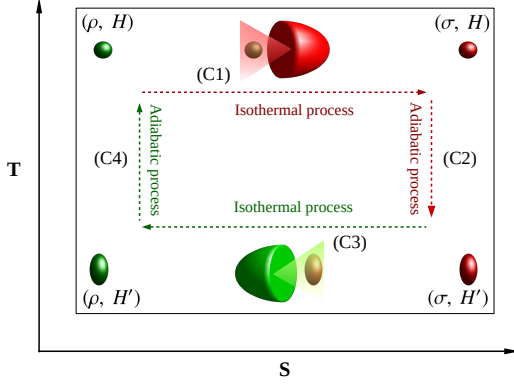 (ρ, H)
(σ, H)
(C1)
Isothermal process
Adiabatic process
(C4)
Adiabatic process
(C2)
T
Isothermal process
(C3)
(ρ, H′)
(σ, H′)
S